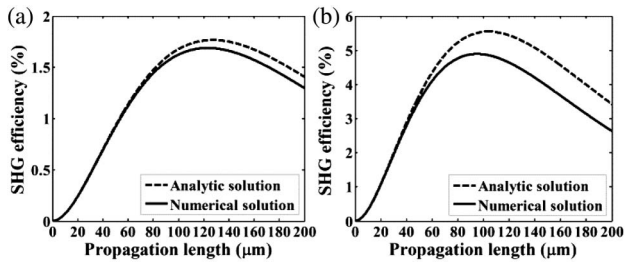 (a)
SHG efficiency (%)
2
1.5
1
0.5
0
Analytic solution
Numerical solution
0 20 40 60 80 100 120 140 160 180 200
Propagation length (μm)
(b)
SHG efficiency (%)
6
5
4
3
2
1
0
Analytic solution
Numerical solution
0 20 40 60 80 100 120 140 160 180 200
Propagation length (μm)